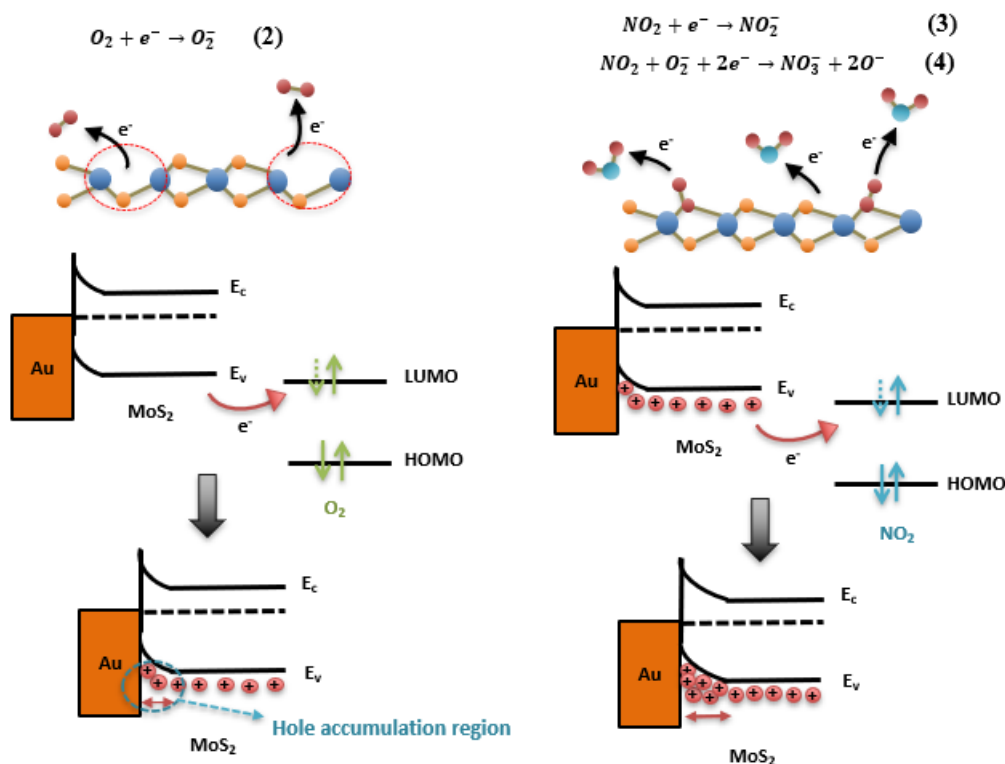 O₂ + e⁻ → O₂⁻ (2)
e⁻
e⁻
Ec
Au
Ev
MoS₂
e⁻
LUMO
HOMO
O₂
Ec
Au
Ev
Hole accumulation region
MoS₂
NO₂ + e⁻ → NO₂⁻ (3)
NO₂ + O₂⁻ + 2e⁻ → NO₃⁻ + 2O⁻ (4)
e⁻
e⁻
e⁻
Ec
Au
Ev
MoS₂
e⁻
LUMO
HOMO
NO₂
Ec
Au
Ev
MoS₂